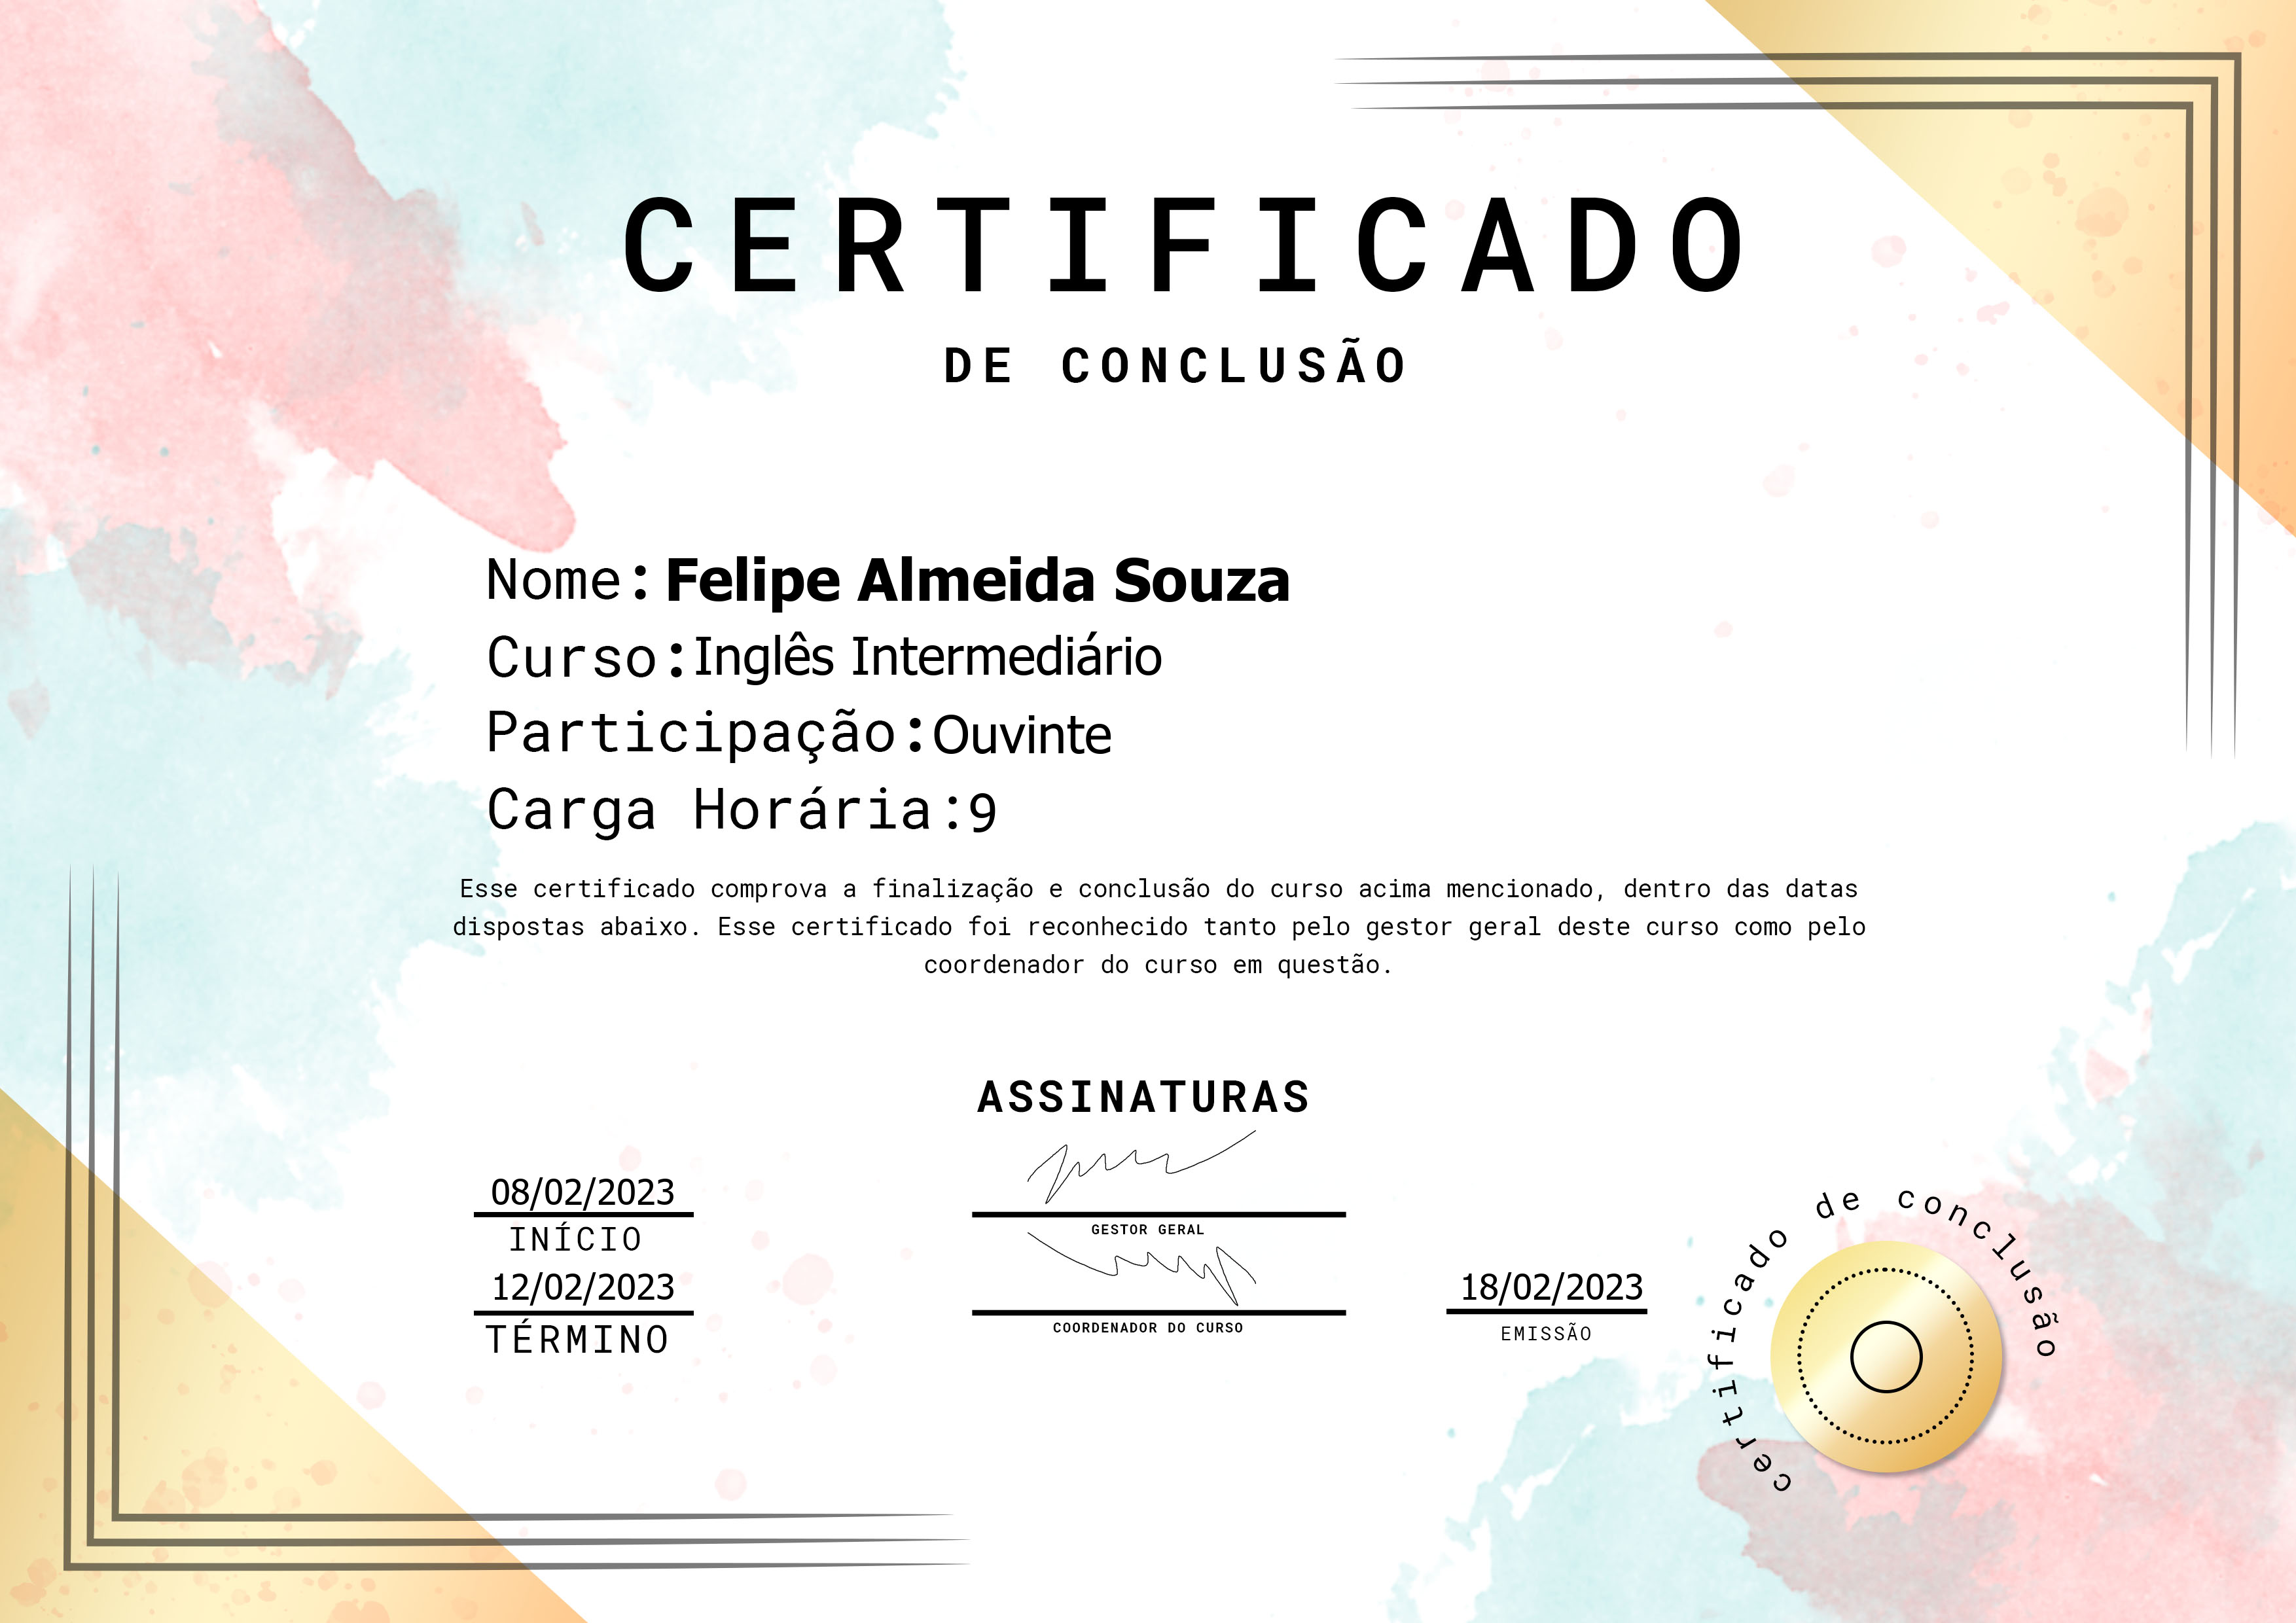 CERTIFICADO
DE CONCLUSÃO
Nome: Felipe Almeida Souza
Curso:Inglês Intermediário
Participação:Ouvinte
Carga Horária:9
Esse certificado comprova a finalização e conclusão do curso acima mencionado, dentro das datas
dispostas abaixo. Esse certificado foi reconhecido tanto pelo gestor geral deste curso como pelo
coordenador do curso em questão.
ASSINATURAS
08/02/2023
INÍCIO
12/02/2023
TÉRMINO
GESTOR GERAL
COORDENADOR DO CURSO
18/02/2023
EMISSÃO
certificado de conclusão